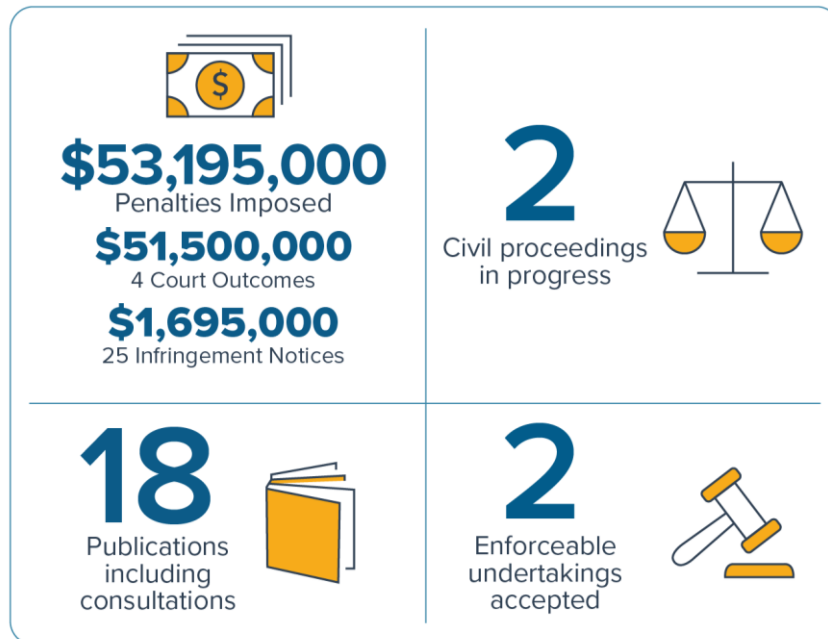 $
$53,195,000
Penalties Imposed
$51,500,000
4 Court Outcomes
$1,695,000
25 Infringement Notices
2
Civil proceedings
in progress
18
Publications
including
consultations
2
Enforceable
undertakings
accepted